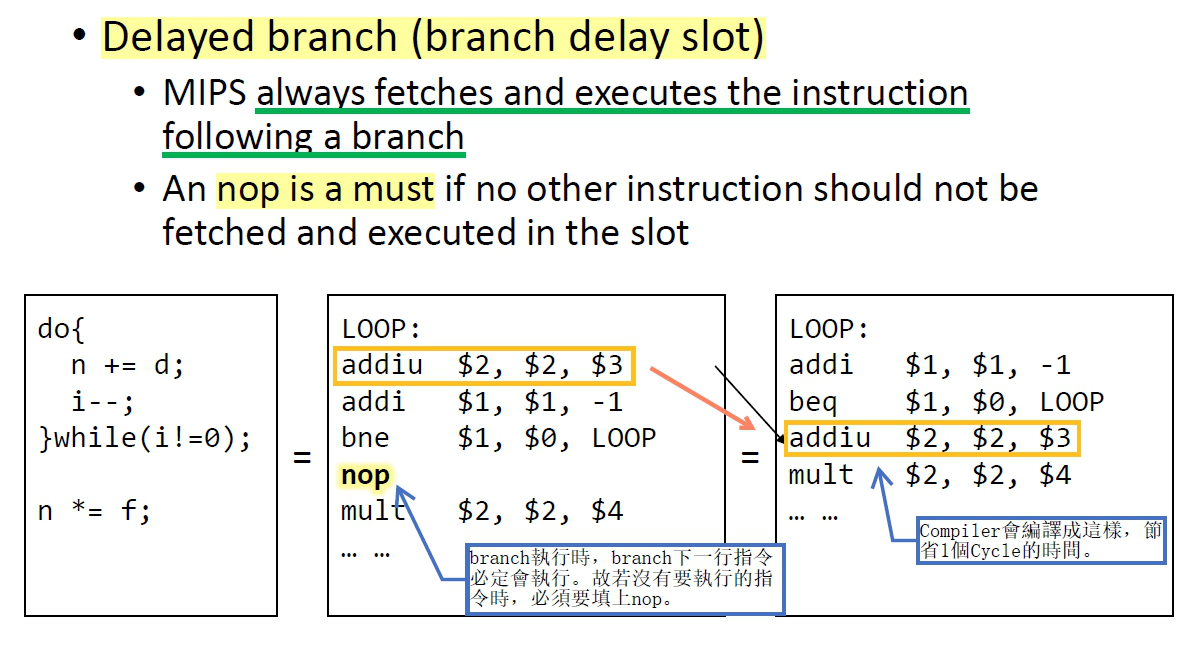 • Delayed branch (branch delay slot)
• MIPS always fetches and executes the instruction
following a branch
• An nop is a must if no other instruction should not be
fetched and executed in the slot
do{
n += d;
i--;
}while(i!=0);
n *= f;
=
LOOP:
addiu $2, $2, $3
addi $1, $1, -1
bne $1, $0, LOOP
nop
mult $2, $2, $4
… …
branch執行時，branch下一行指令
必定會執行。故若沒有要執行的指
令時，必須要填上nop。
=
LOOP:
addi $1, $1, -1
beq $1, $0, LOOP
addiu $2, $2, $3
mult $2, $2, $4
… …
Compiler會編譯成這樣，節
省1個Cycle的時間。